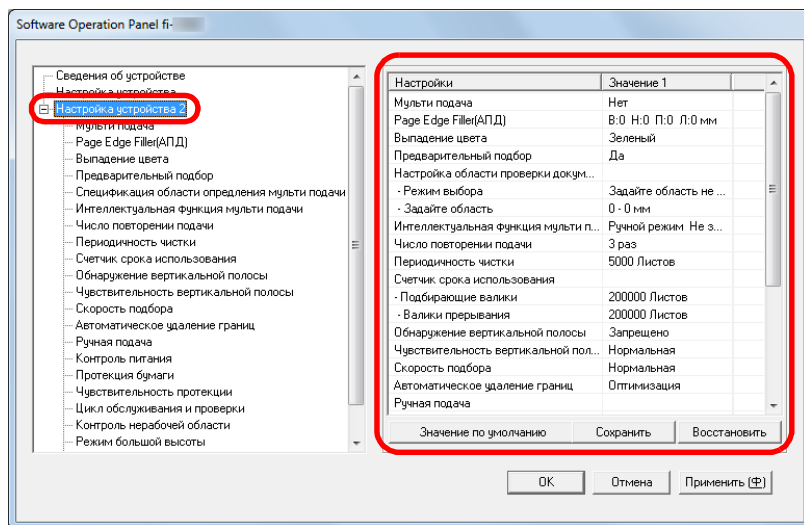 Software Operation Panel fi-
Сведения об устройстве
Настройка устройства
Настройка устройства 2
Мульти подача
Page Edge Filler(АПД)
Выпадение цвета
Предварительный подбор
Спецификация области опредления мульти подачи
Интеллектуальная функция мульти подачи
Число повторении подачи
Периодичность чистки
Счетчик срока использования
Обнаружение вертикальной полосы
Чувствительность вертикальной полосы
Скорость подбора
Автоматическое удаление границ
Ручная подача
Контроль питания
Протекция бумаги
Чувствительность протекции
Цикл обслуживания и проверки
Контроль нерабочей области
Режим большой высоты
Настройки Значение 1
Мульти подача Нет
Page Edge Filler(АПД) В:0 Н:0 П:0 Л:0 мм
Выпадение цвета Зеленый
Предварительный подбор Да
Настройка области проверки докум...
- Режим выбора Задайте область не ...
- Задайте область 0 - 0 мм
Интеллектуальная функция мульти п... Ручной режим Не з...
Число повторении подачи 3 раз
Периодичность чистки 5000 Листов
Счетчик срока использования
- Подбирающие валики 200000 Листов
- Валики прерывания 200000 Листов
Обнаружение вертикальной полосы Запрещено
Чувствительность вертикальной пол... Нормальная
Скорость подбора Нормальная
Автоматическое удаление границ Оптимизация
Ручная подача
Значение по умолчанию Сохранить Восстановить
OK Отмена Применить (Ф)